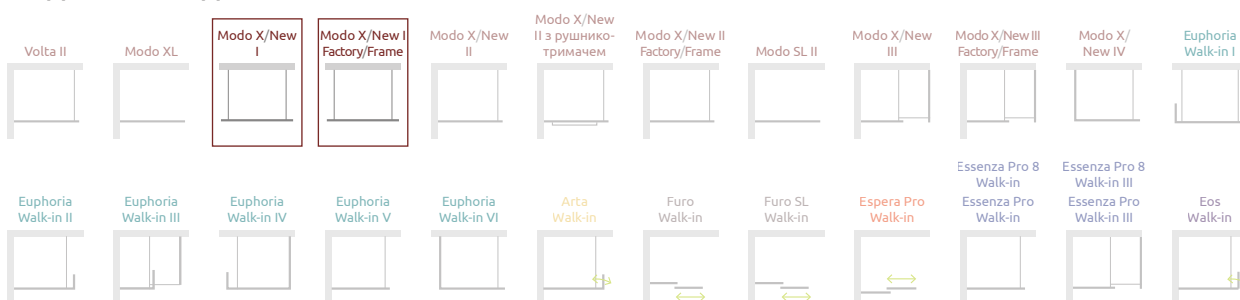 Volta II
Modo XL
Modo X/New
I
Modo X/New I
Factory/Frame
Modo X/New
II
Modo X/New
II з рушнико-
тримачем
Modo X/New II
Factory/Frame
Modo SL II
Modo X/New
III
Modo X/New III
Factory/Frame
Modo X/
New IV
Euphoria
Walk-in I
Euphoria
Walk-in II
Euphoria
Walk-in III
Euphoria
Walk-in IV
Euphoria
Walk-in V
Euphoria
Walk-in VI
Arta
Walk-in
Furo
Walk-in
Furo SL
Walk-in
Espera Pro
Walk-in
Essenza Pro 8
Walk-in
Essenza Pro
Walk-in
Essenza Pro 8
Walk-in III
Essenza Pro
Walk-in III
Eos
Walk-in